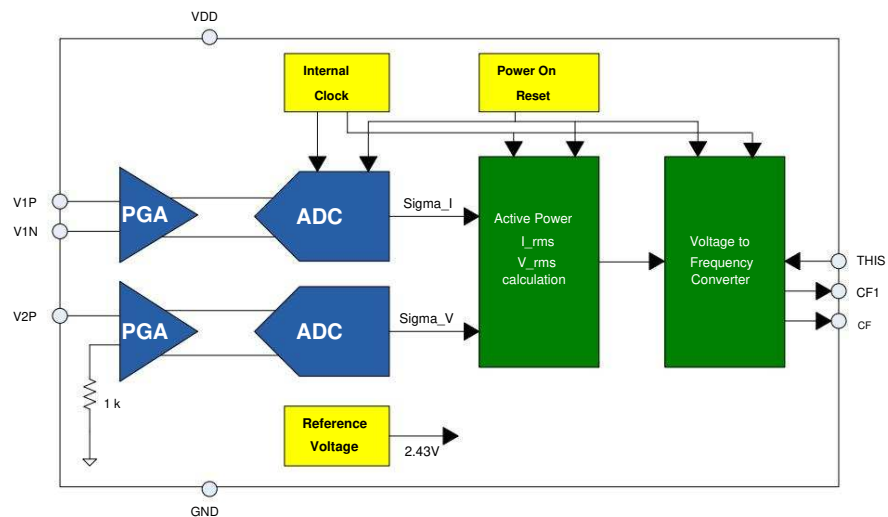 VDD
Internal
Clock
Power On
Reset
V1P
V1N
PGA
ADC
Sigma_I
Active Power
I_rms
V_rms
calculation
Voltage to
Frequency
Converter
THIS
CF1
CF
V2P
PGA
ADC
Sigma_V
1 k
Reference
Voltage
2.43V
GND